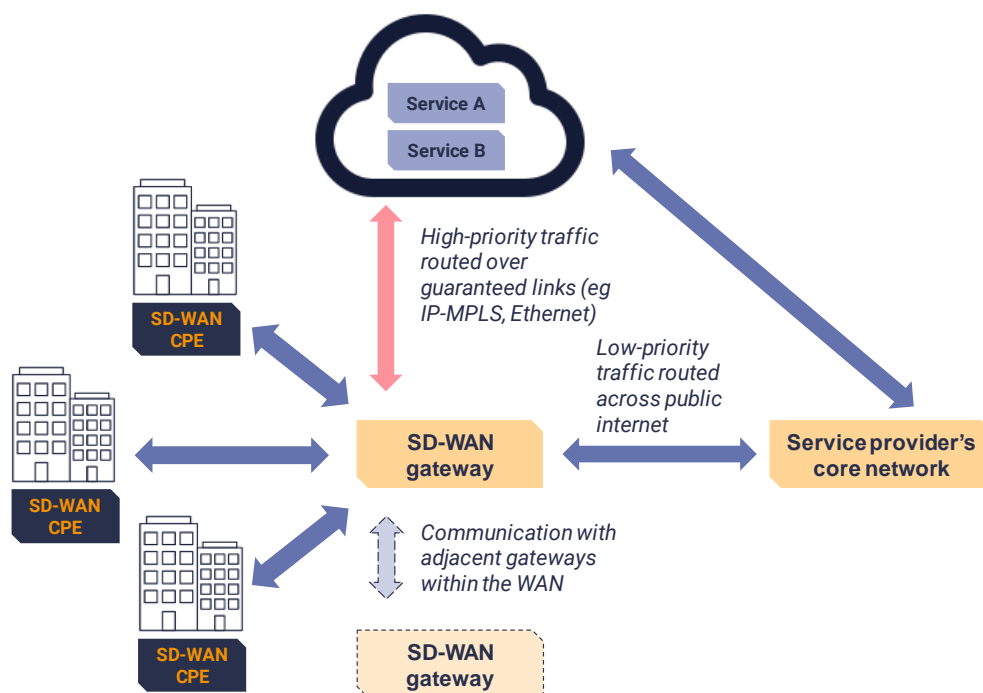 Service A
Service B
High-priority traffic
routed over
guaranteed links (eg
IP-MPLS, Ethernet)
SD-WAN
CPE
Low-priority
traffic routed
across public
internet
SD-WAN
CPE
SD-WAN
gateway
Service provider's
core network
Communication with
adjacent gateways
within the WAN
SD-WAN
CPE
SD-WAN
gateway